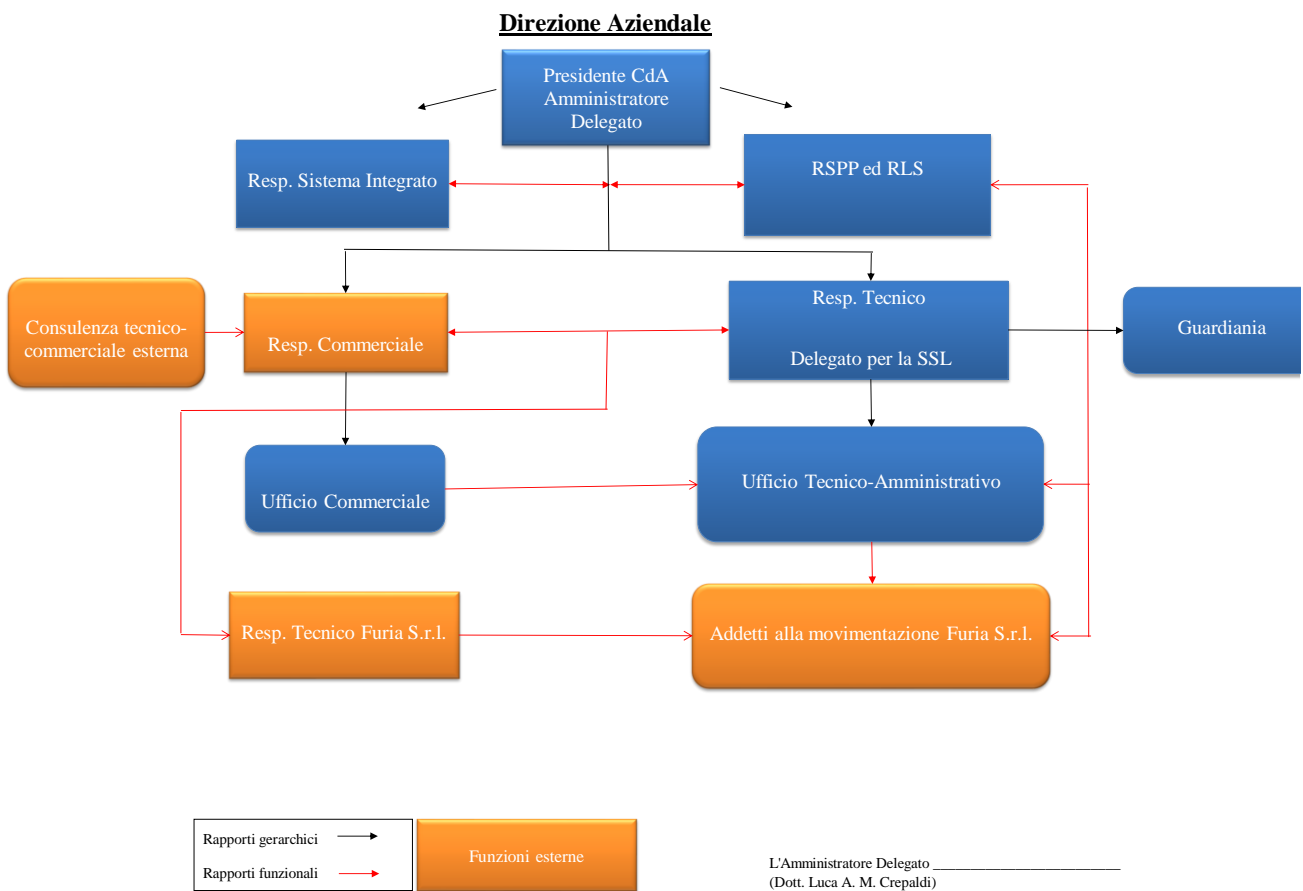 Direzione Aziendale
Presidente CdA
Amministratore
Delegato
Resp. Sistema Integrato
RSPP ed RLS
Consulenza tecnico-
commerciale esterna
Resp. Commerciale
Resp. Tecnico
Delegato per la SSL
Guardiania
Ufficio Commerciale
Ufficio Tecnico-Amministrativo
Resp. Tecnico Furia S.r.l.
Addetti alla movimentazione Furia S.r.l.
Rapporti gerarchici
Rapporti funzionali
Funzioni esterne
L'Amministratore Delegato ________________________
(Dott. Luca A. M. Crepaldi)